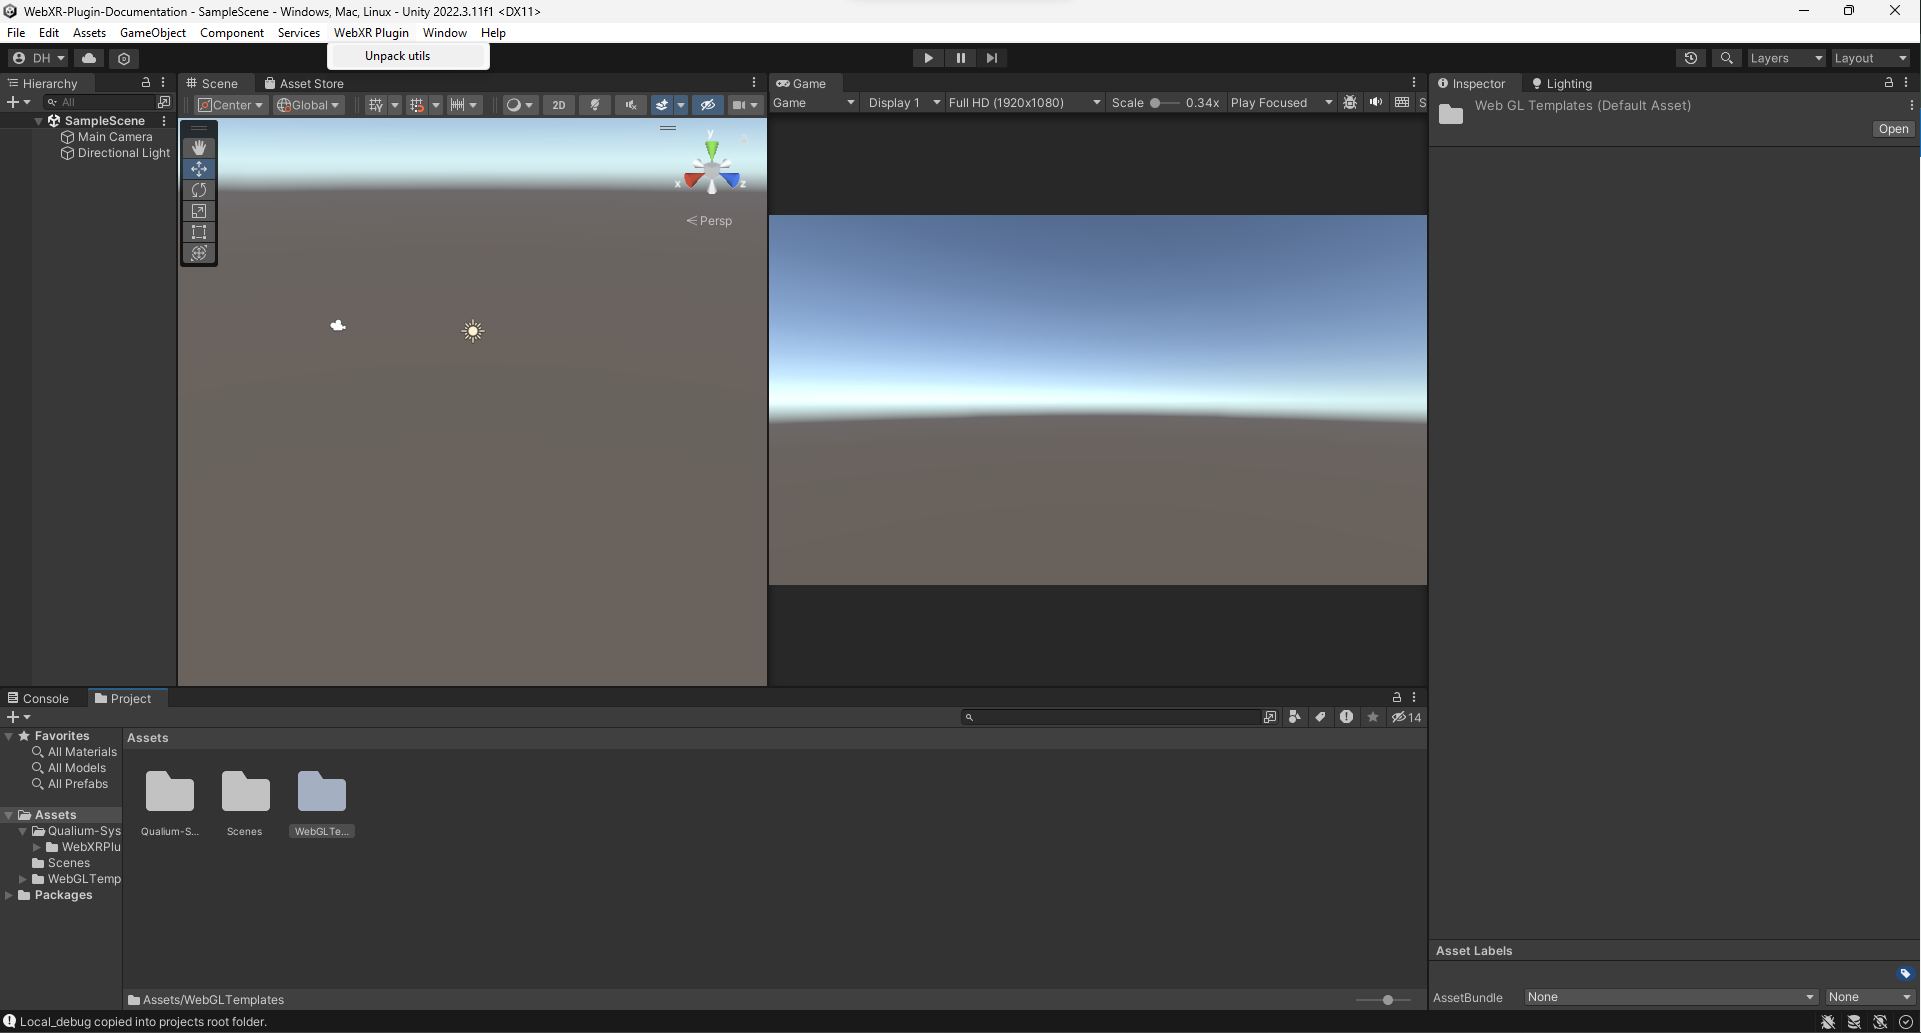 WebXR-Plugin-Documentation - SampleScene - Windows, Mac, Linux - Unity 2022.3.11f1 <DX11>
File Edit Assets GameObject Component Services WebXR Plugin Window Help
Unpack utils
DH
Layers
Layout
Hierarchy
Scene
Asset Store
Game
Inspector
Lighting
All
Center
Global
2D
Game
Display 1
Full HD (1920x1080)
Scale
0.34x
Play Focused
S
Web GL Templates (Default Asset)
Open
SampleScene
Main Camera
Directional Light
y
x
z
Persp
Console
Project
14
Favorites
All Materials
All Models
All Prefabs
Assets
Qualium-Sys
WebXRPlu
Scenes
WebGLTemp
Packages
Assets
Qualium-S...
Scenes
WebGLTe...
Assets/WebGLTemplates
Asset Labels
AssetBundle
None
None
Local_debug copied into projects root folder.